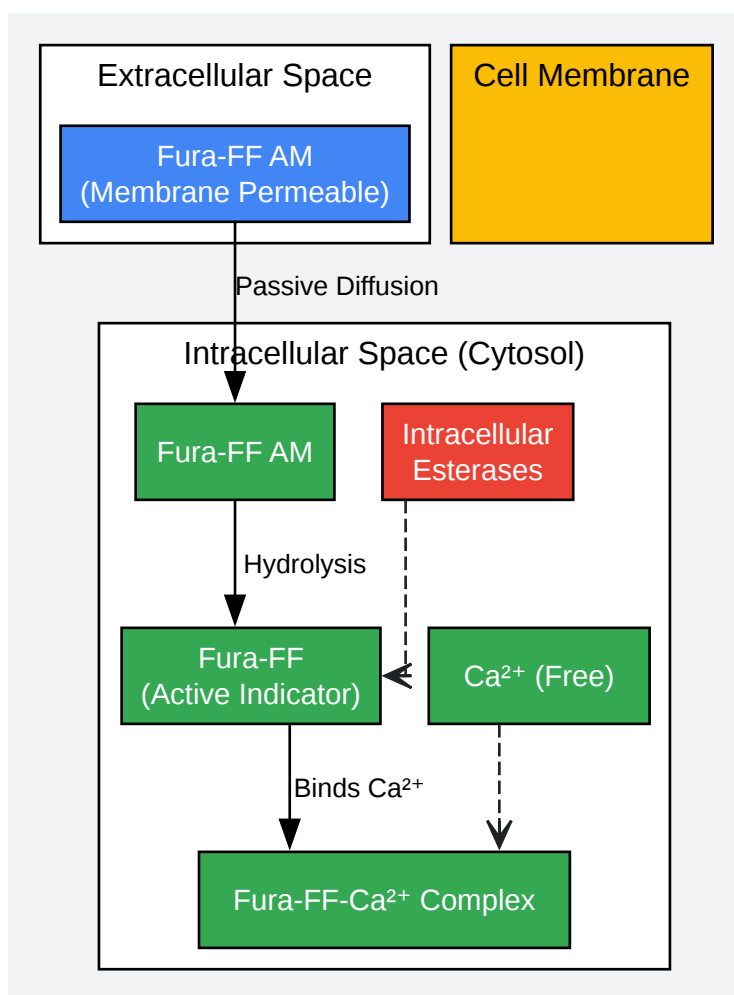 Extracellular Space
Cell Membrane
Fura-FF AM
(Membrane Permeable)
Passive Diffusion
Intracellular Space (Cytosol)
Fura-FF AM
Intracellular
Esterases
Hydrolysis
Fura-FF
(Active Indicator)
Ca²⁺ (Free)
Binds Ca²⁺
Fura-FF-Ca²⁺ Complex